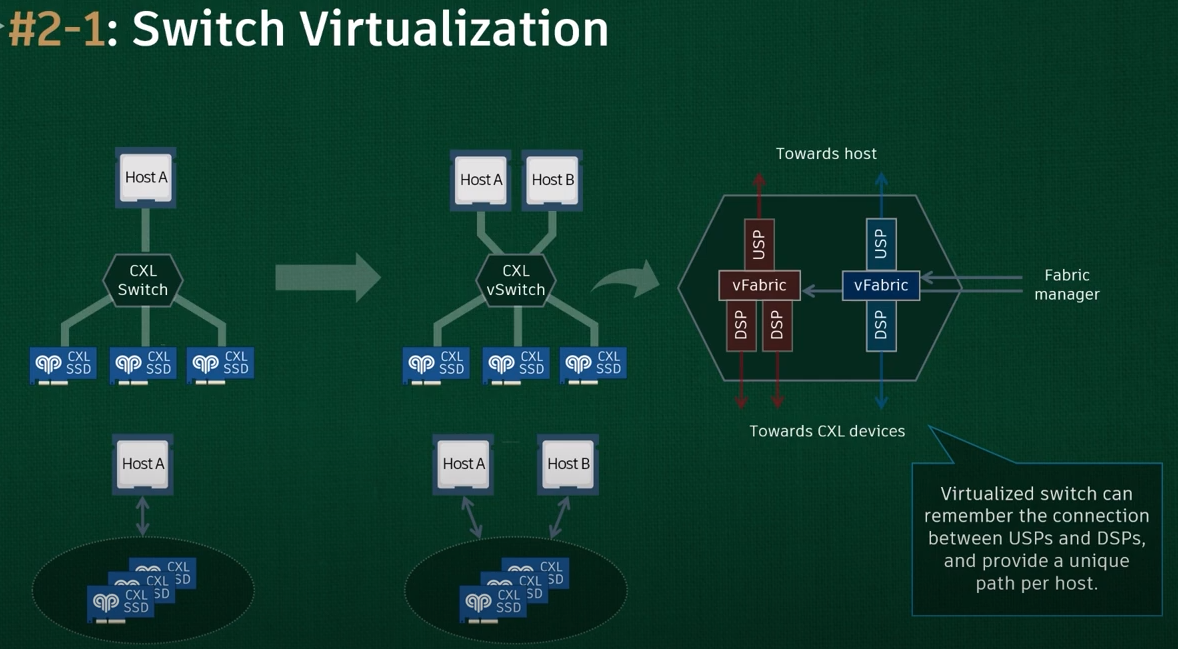 #2-1: Switch Virtualization
Host A
CXL
Switch
CXL
SSD
CXL
SSD
CXL
SSD
Host A
CXL
SSD
CXL
SSD
CXL
SSD
Host A
Host B
CXL
vSwitch
CXL
SSD
CXL
SSD
CXL
SSD
Host A
Host B
CXL
SSD
CXL
SSD
CXL
SSD
Towards host
USP
USP
vFabric
vFabric
DSP
DSP
DSP
Fabric
manager
Towards CXL devices
Virtualized switch can
remember the connection
between USPs and DSPs,
and provide a unique
path per host.